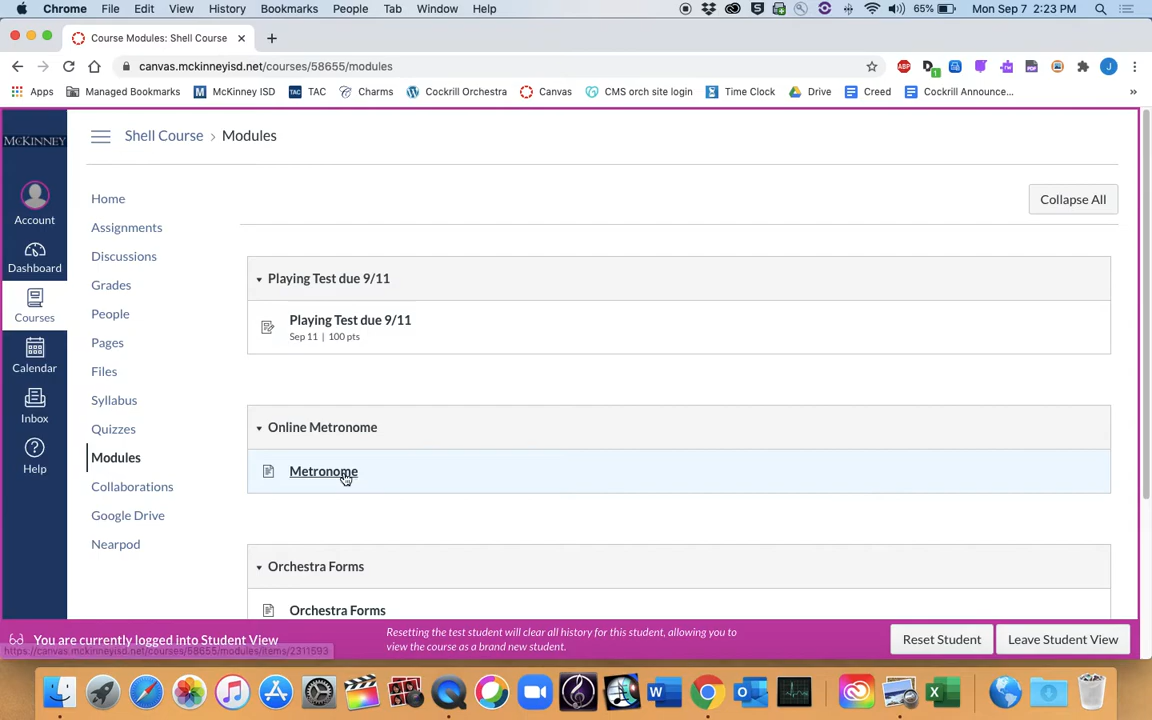 Chrome File Edit View History Bookmarks People Tab Window Help 65% Mon Sep 7 2:23 PM
Course Modules: Shell Course
canvas.mckinneyisd.net/courses/58655/modules
Apps Managed Bookmarks McKinney ISD TAC Charms Cockrill Orchestra Canvas CMS orch site login Time Clock Drive Creed Cockrill Announce... »
McKINNEY
Shell Course › Modules
Collapse All
Account
Dashboard
Courses
Calendar
Inbox
Help
Home
Assignments
Discussions
Grades
People
Pages
Files
Syllabus
Quizzes
Modules
Collaborations
Google Drive
Nearpod
Playing Test due 9/11
Playing Test due 9/11
Sep 11 | 100 pts
Online Metronome
Metronome
Orchestra Forms
Orchestra Forms
You are currently logged into Student View
Resetting the test student will clear all history for this student, allowing you to
view the course as a brand new student.
Reset Student
Leave Student View
https://canvas.mckinneyisd.net/courses/58655/modules/items/2311593